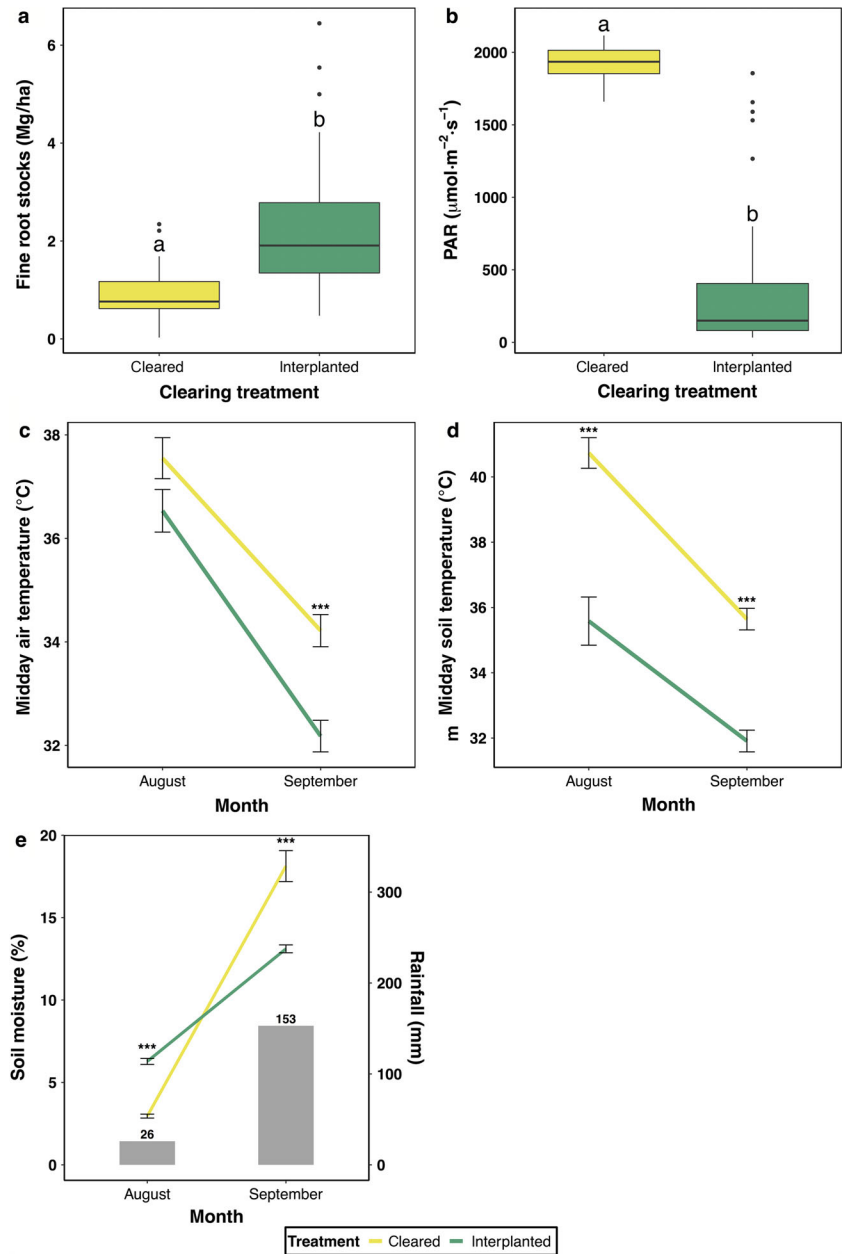 a
Fine root stocks (Mg/ha)
6
4
2
0
a
b
Cleared
Interplanted
Clearing treatment
b
PAR (μmol·m⁻²·s⁻¹)
2000
1500
1000
500
0
a
b
Cleared
Interplanted
Clearing treatment
c
Midday air temperature (°C)
38
36
34
32
***
August
September
Month
d
m Midday soil temperature (°C)
40
38
36
34
32
***
***
August
September
Month
e
Soil moisture (%)
20
15
10
5
0
***
***
26
153
300
200
100
0
Rainfall (mm)
August
September
Month
Treatment Cleared Interplanted